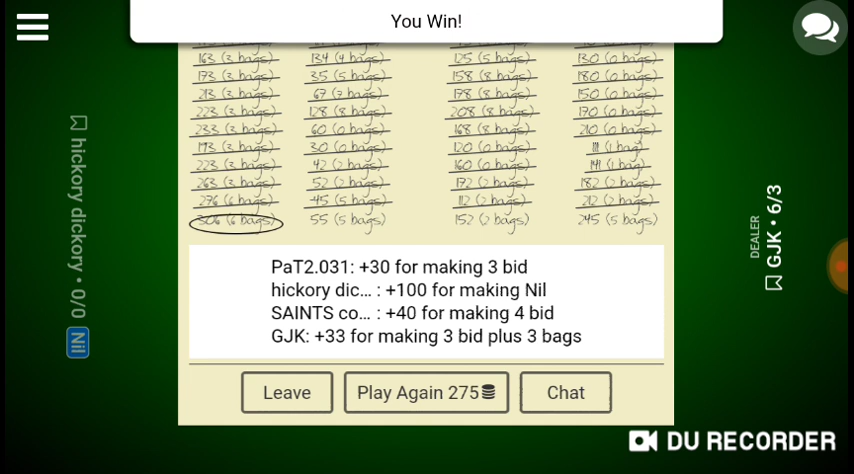 You Win!
163 (3 bags) 134 (4 bags) 125 (5 bags) 130 (0 bags)
173 (3 bags) 35 (5 bags) 158 (8 bags) 180 (0 bags)
213 (3 bags) 67 (7 bags) 178 (8 bags) 150 (0 bags)
223 (3 bags) 128 (8 bags) 208 (8 bags) 170 (0 bags)
233 (3 bags) 60 (0 bags) 168 (8 bags) 210 (0 bags)
193 (3 bags) 30 (0 bags) 120 (0 bags) 111 (1 bag)
223 (3 bags) 42 (2 bags) 160 (0 bags) 141 (1 bag)
263 (3 bags) 52 (2 bags) 172 (2 bags) 182 (2 bags)
276 (6 bags) -45 (5 bags) 112 (2 bags) 212 (2 bags)
306 (6 bags) 55 (5 bags) 152 (2 bags) 245 (5 bags)
hickory dickory • 0/0 Nil
DEALER
GJK • 6/3
PaT2.031: +30 for making 3 bid
hickory dic... : +100 for making Nil
SAINTS co... : +40 for making 4 bid
GJK: +33 for making 3 bid plus 3 bags
Leave
Play Again 275
Chat
DU RECORDER